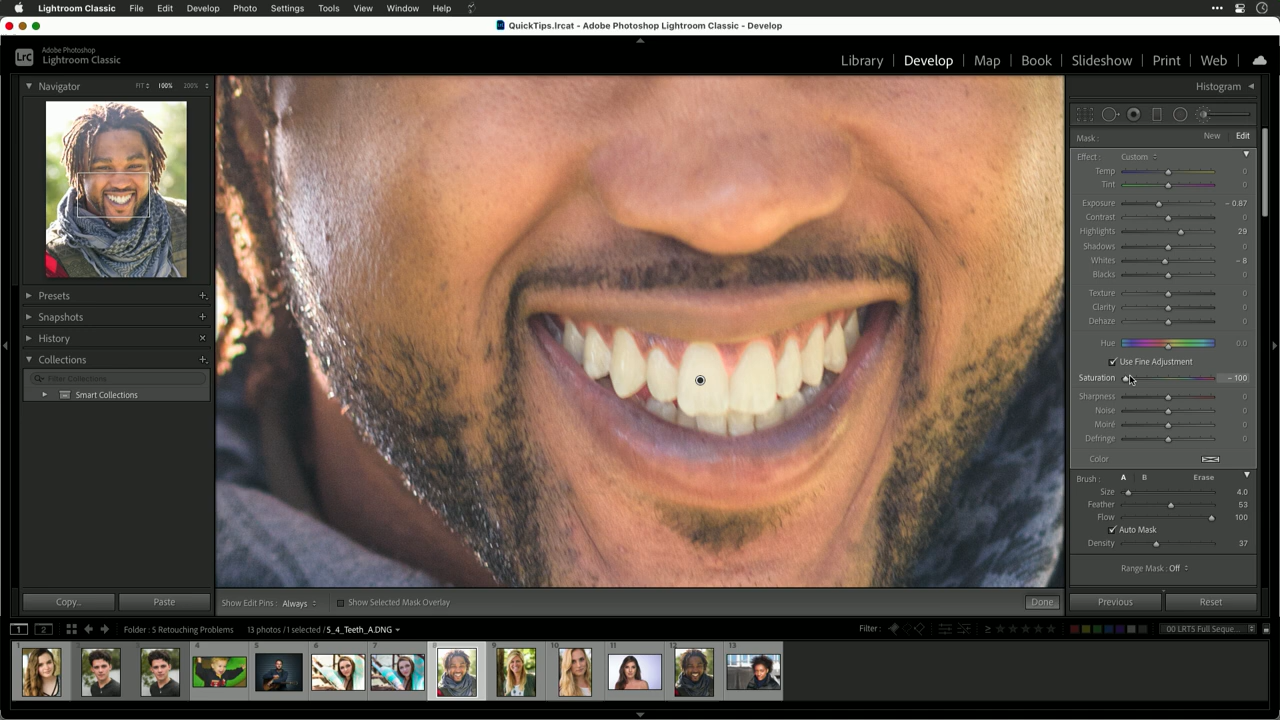 Lightroom Classic File Edit Develop Photo Settings Tools View Window Help
QuickTips.lrcat - Adobe Photoshop Lightroom Classic - Develop
Lrc Adobe Photoshop
Lightroom Classic
Library | Develop | Map | Book | Slideshow | Print | Web
Navigator FIT 100% 200%
Histogram
Mask : New Edit
Effect : Custom
Temp 0
Tint 0
Exposure – 0.87
Contrast 0
Highlights 29
Shadows 0
Whites – 8
Blacks 0
Texture 0
Clarity 0
Dehaze 0
Hue 0.0
Use Fine Adjustment
Saturation – 100
Sharpness 0
Noise 0
Moiré 0
Defringe 0
Color
Brush : A B Erase
Size 4.0
Feather 53
Flow 100
Auto Mask
Density 37
Range Mask : Off
Presets
Snapshots
History
Collections
Filter Collections
Smart Collections
Copy... Paste
Show Edit Pins : Always Show Selected Mask Overlay Done
Previous Reset
1 2 Folder : 5 Retouching Problems 13 photos / 1 selected / 5_4_Teeth_A.DNG Filter : 00 LRTS Full Seque...
1 2 3 4 5 6 7 8 9 10 11 12 13